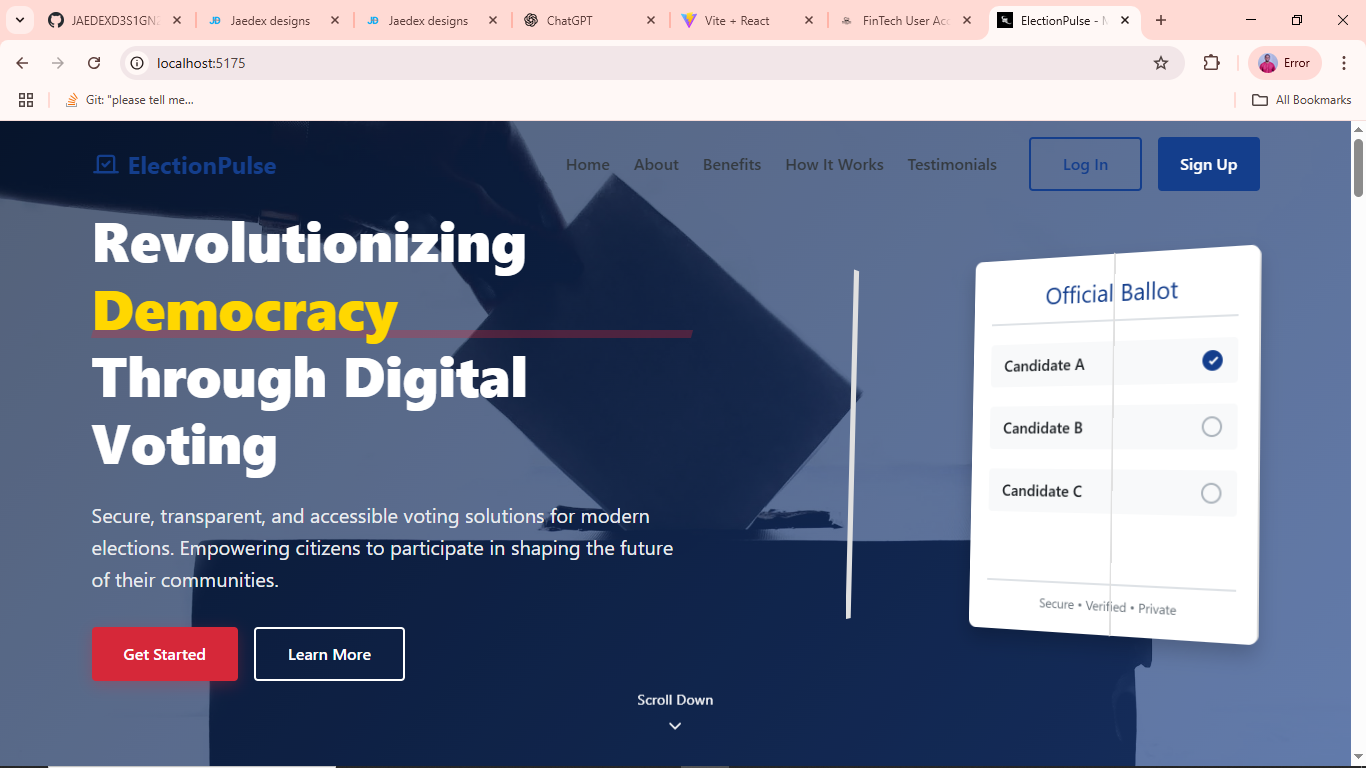 JAEDEXD3S1GN
Jaedex designs
Jaedex designs
ChatGPT
Vite + React
FinTech User Acc
ElectionPulse - M
localhost:5175
Error
Git: "please tell me...
All Bookmarks
ElectionPulse
Home About Benefits How It Works Testimonials Log In Sign Up
Revolutionizing
Democracy
Through Digital
Voting
Secure, transparent, and accessible voting solutions for modern
elections. Empowering citizens to participate in shaping the future
of their communities.
Get Started Learn More
Official Ballot
Candidate A
Candidate B
Candidate C
Secure • Verified • Private
Scroll Down